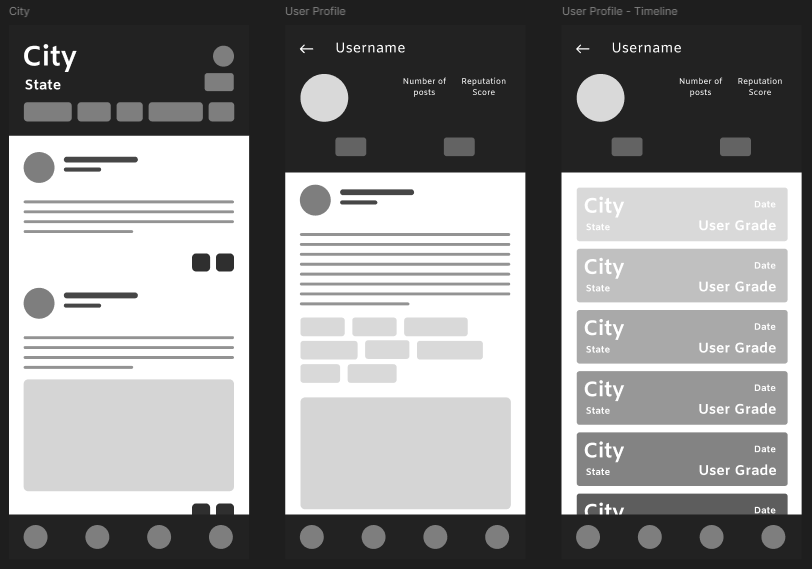 City
City
State
User Profile
Username
Number of
posts
Reputation
Score
User Profile - Timeline
Username
Number of
posts
Reputation
Score
City
Date
State
User Grade
City
Date
State
User Grade
City
Date
State
User Grade
City
Date
State
User Grade
City
Date
State
User Grade
City
Date